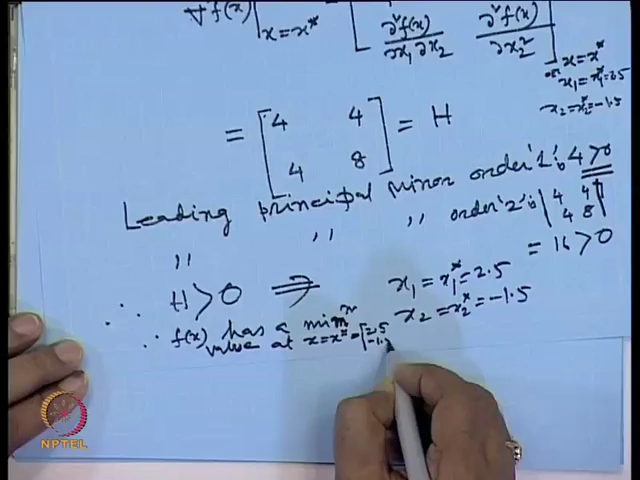 ∇²f(x)|x=x* [ ∂²f(x)/∂x₁∂x₂ ∂²f(x)/∂x₂² ] x=x*
x₁=x₁*=2.5
x₂=x₂*=-1.5
= [ 4 4
4 8 ] = H
Leading principal minor order '1' is 4 > 0
,, ,, ,, order '2' is | 4 4
4 8 |
= 16 > 0
∴ H > 0 ⇒ x₁ = x₁* = 2.5
x₂ = x₂* = -1.5
∴ f(x) has a minm
value at x = x* = [ 2.5
-1.
NPTEL